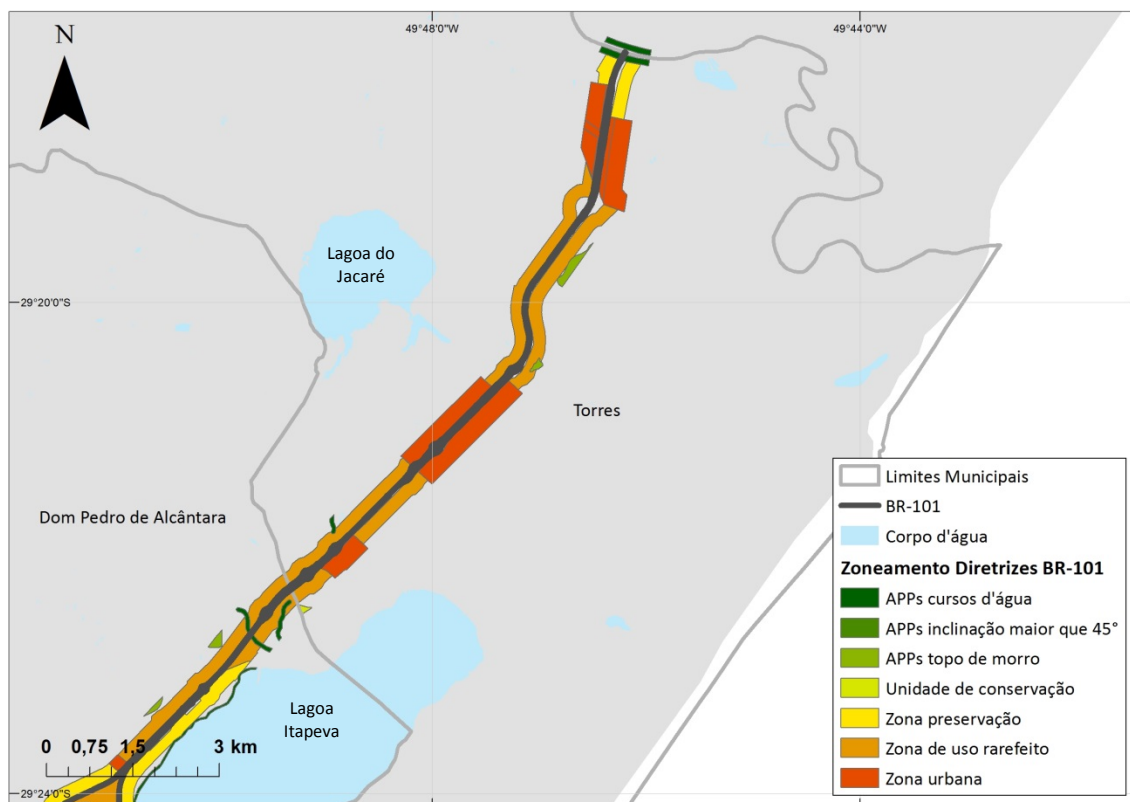 49°48'0"W
49°44'0"W
N
Lagoa do
Jacaré
29°20'0"S
Torres
Dom Pedro de Alcântara
Lagoa
Itapeva
0 0,75 1,5 3 km
29°24'0"S
Limites Municipais
BR-101
Corpo d'água
Zoneamento Diretrizes BR-101
APPs cursos d'água
APPs inclinação maior que 45°
APPs topo de morro
Unidade de conservação
Zona preservação
Zona de uso rarefeito
Zona urbana